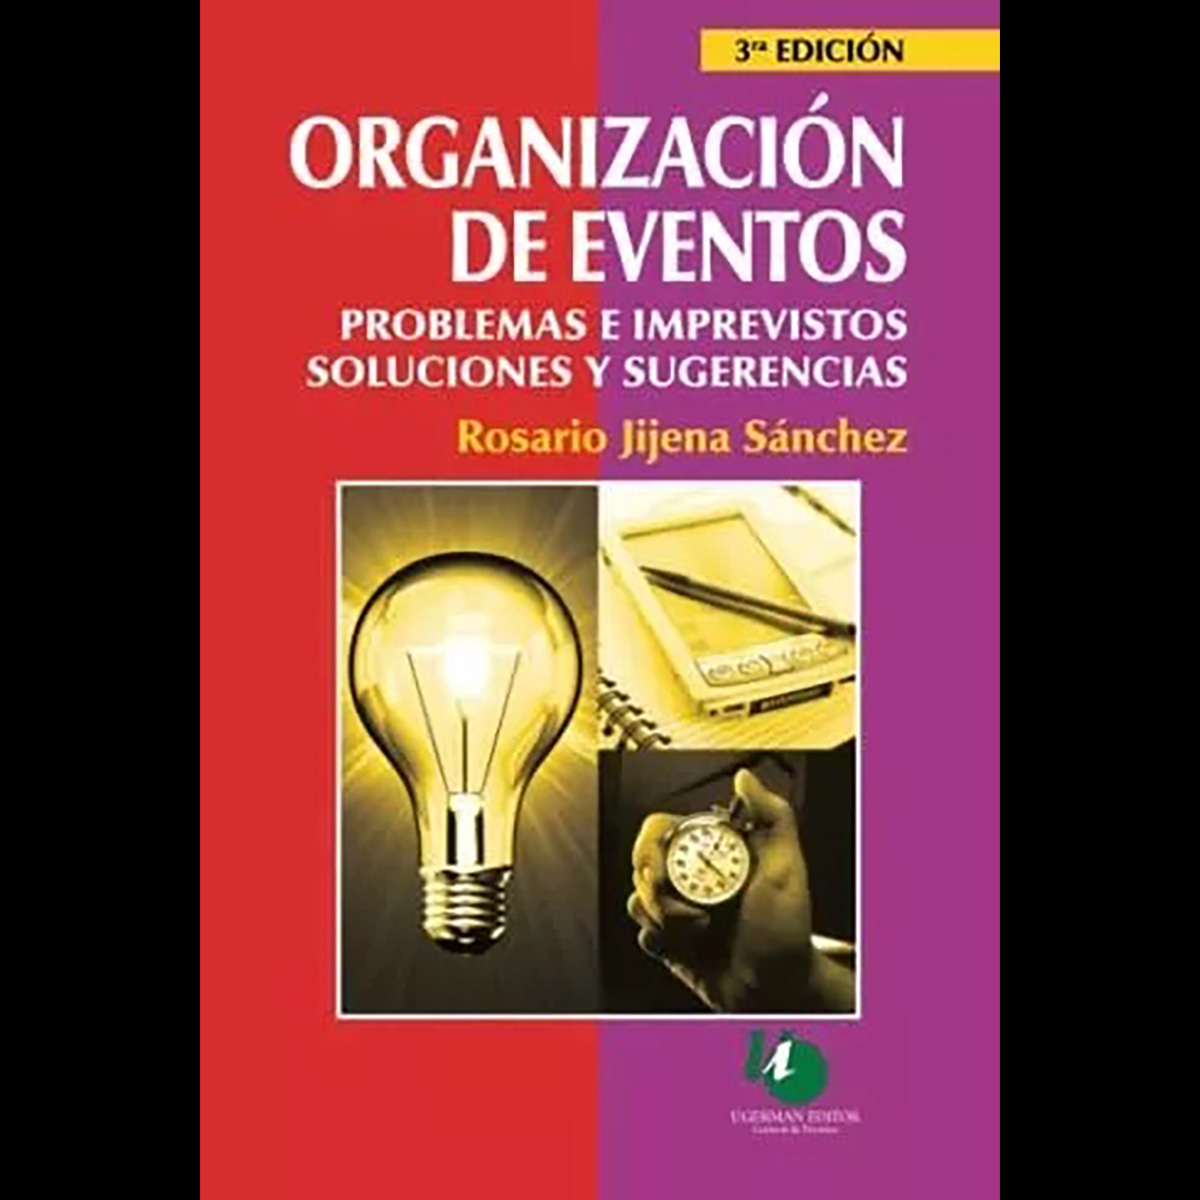 3ra EDICIÓN
ORGANIZACIÓN
DE EVENTOS
PROBLEMAS E IMPREVISTOS
SOLUCIONES Y SUGERENCIAS
Rosario Jijena Sánchez
UGERMAN EDITOR